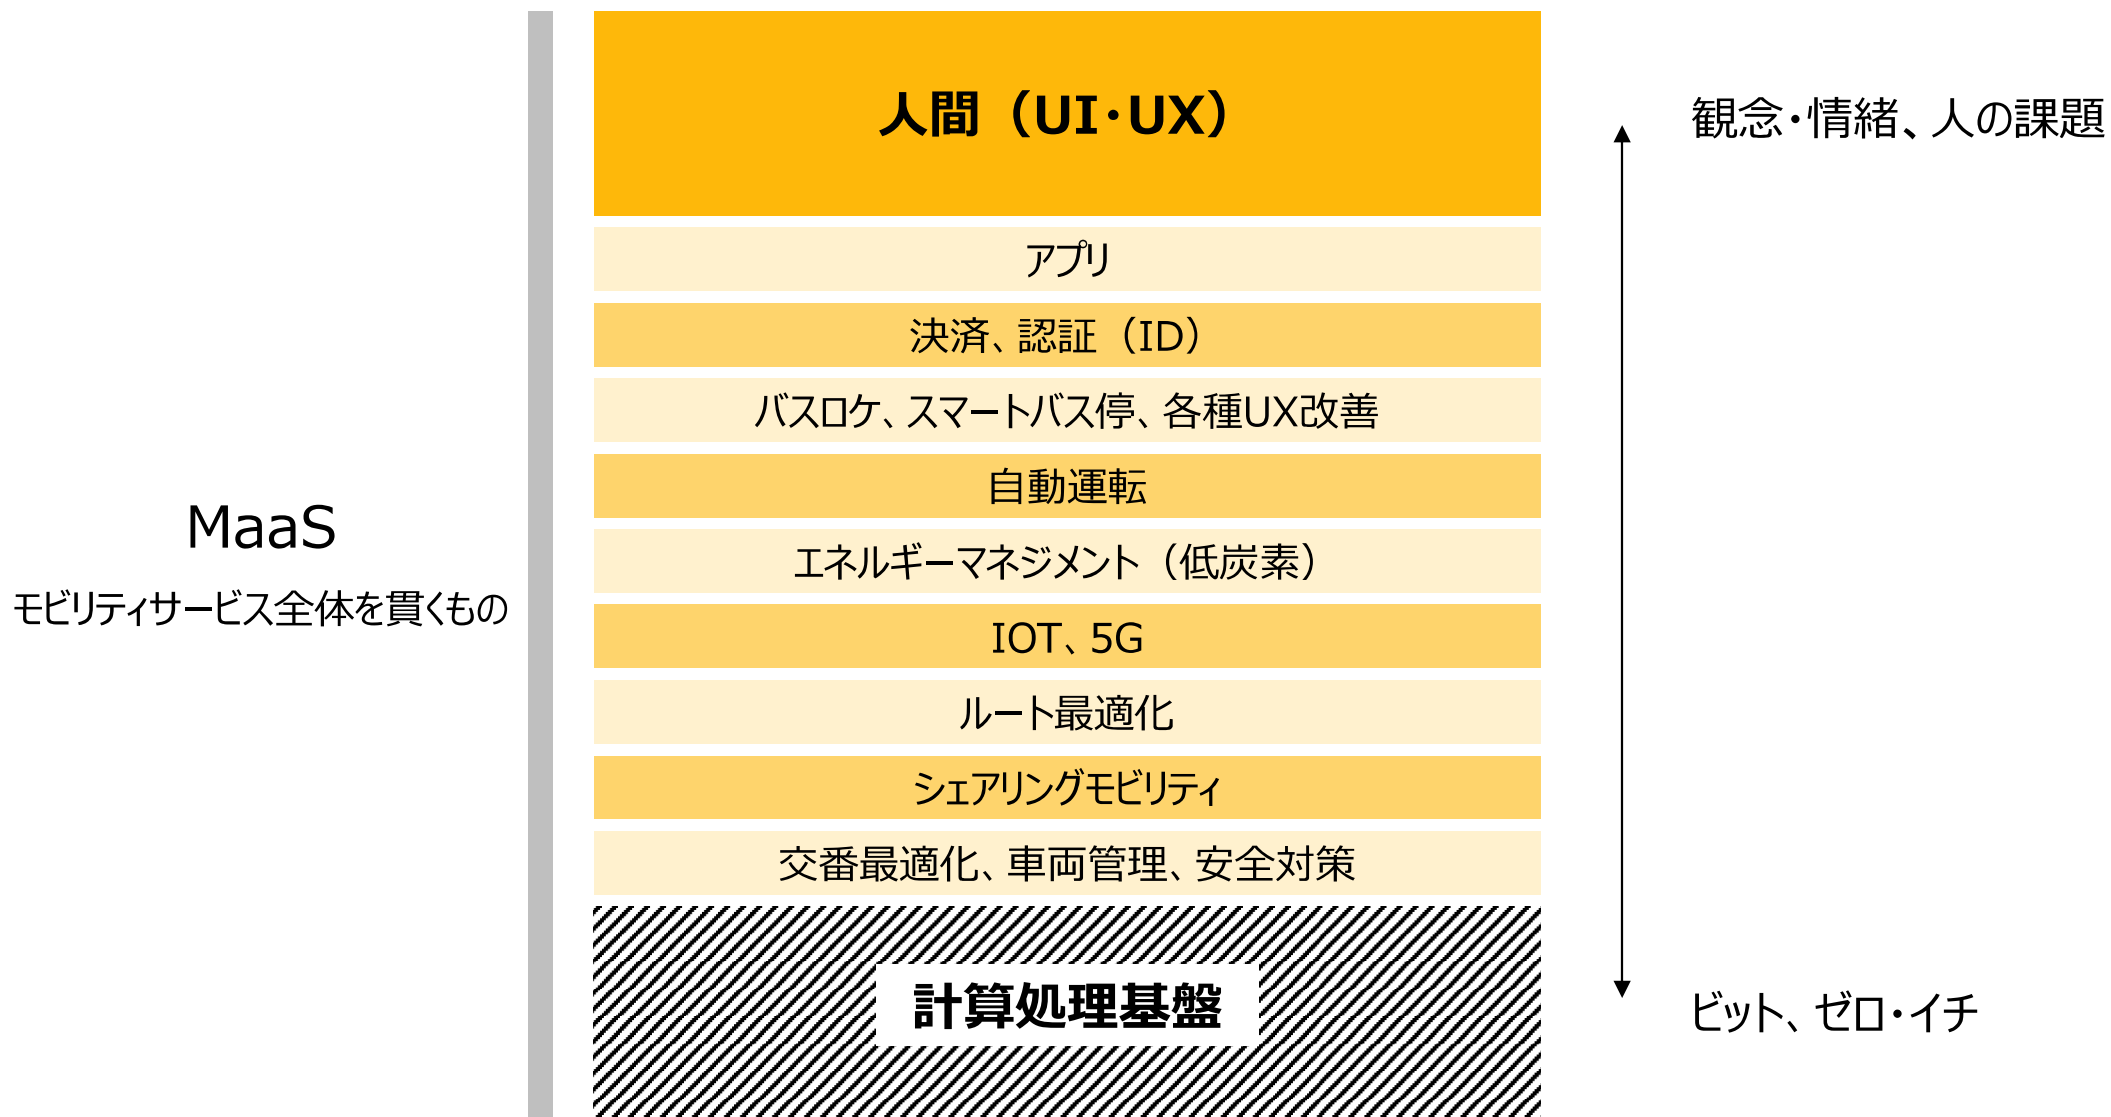 人間（UI・UX）
観念・情緒、人の課題
アプリ
決済、認証（ID）
バスロケ、スマートバス停、各種UX改善
自動運転
MaaS
エネルギーマネジメント（低炭素）
モビリティサービス全体を貫くもの
IOT、5G
ルート最適化
シェアリングモビリティ
交番最適化、車両管理、安全対策
計算処理基盤
ビット、ゼロ・イチ